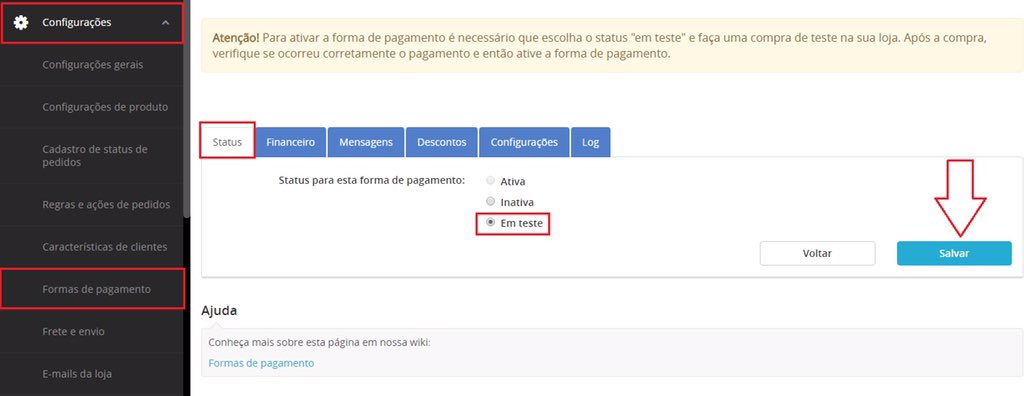 Configurações
Configurações gerais
Configurações de produto
Cadastro de status de
pedidos
Regras e ações de pedidos
Características de clientes
Formas de pagamento
Frete e envio
E-mails da loja
Atenção! Para ativar a forma de pagamento é necessário que escolha o status "em teste" e faça uma compra de teste na sua loja. Após a compra,
verifique se ocorreu corretamente o pagamento e então ative a forma de pagamento.
Status Financeiro Mensagens Descontos Configurações Log
Status para esta forma de pagamento: Ativa
Inativa
Em teste
Voltar Salvar
Ajuda
Conheça mais sobre esta página em nossa wiki:
Formas de pagamento